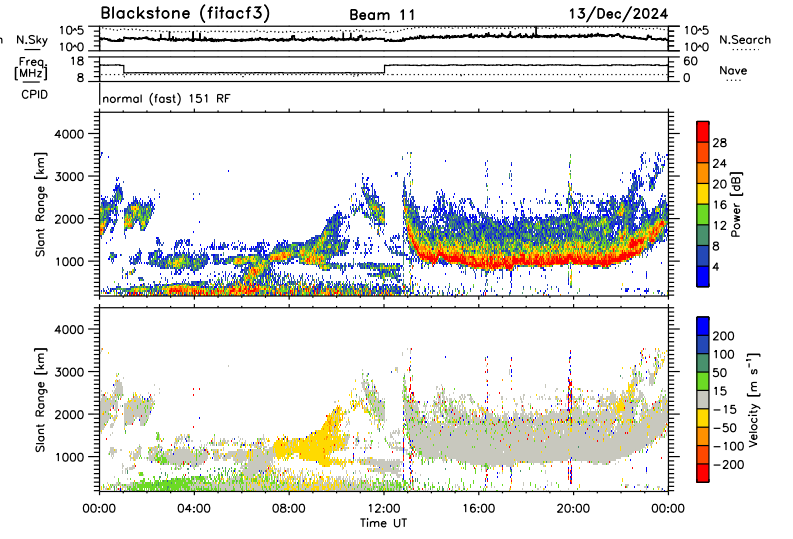 Blackstone (fitacf3) Beam 11 13/Dec/2024
N.Sky 10^5 10^0 10^5 10^0 N.Search
Freq. [MHz] 18 8 60 0 Nave
CPID normal (fast) 151 RF
Slant Range [km] 4000 3000 2000 1000
Power [dB] 28 24 20 16 12 8 4
Slant Range [km] 4000 3000 2000 1000
Velocity [m s⁻¹] 200 100 50 15 −15 −50 −100 −200
00:00 04:00 08:00 12:00 16:00 20:00 00:00
Time UT